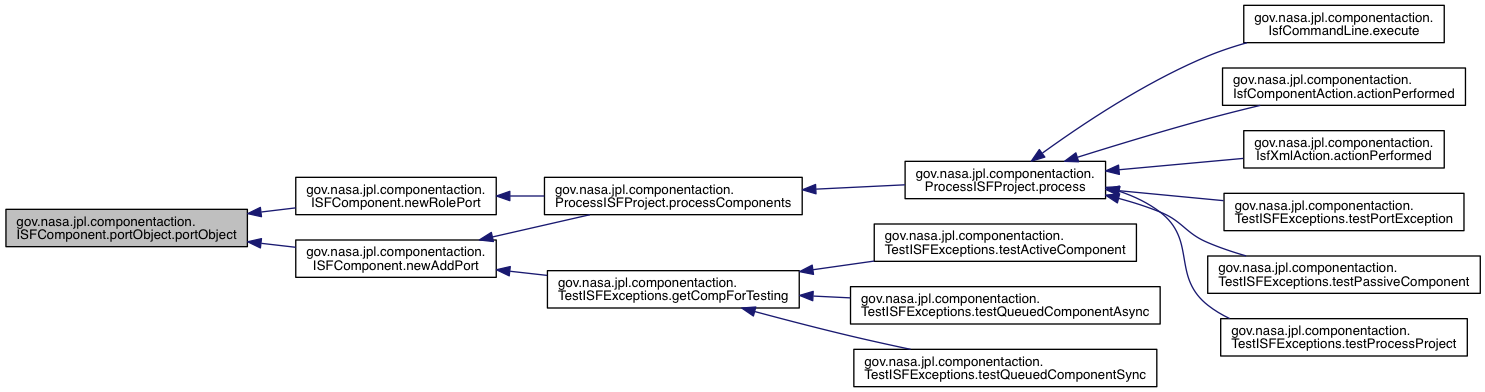 gov.nasa.jpl.componentaction.
ISFComponent.portObject.portObject
gov.nasa.jpl.componentaction.
ISFComponent.newRolePort
gov.nasa.jpl.componentaction.
ISFComponent.newAddPort
gov.nasa.jpl.componentaction.
ProcessISFProject.processComponents
gov.nasa.jpl.componentaction.
TestISFExceptions.getCompForTesting
gov.nasa.jpl.componentaction.
ProcessISFProject.process
gov.nasa.jpl.componentaction.
TestISFExceptions.testActiveComponent
gov.nasa.jpl.componentaction.
TestISFExceptions.testQueuedComponentAsync
gov.nasa.jpl.componentaction.
TestISFExceptions.testQueuedComponentSync
gov.nasa.jpl.componentaction.
IsfCommandLine.execute
gov.nasa.jpl.componentaction.
IsfComponentAction.actionPerformed
gov.nasa.jpl.componentaction.
IsfXmlAction.actionPerformed
gov.nasa.jpl.componentaction.
TestISFExceptions.testPortException
gov.nasa.jpl.componentaction.
TestISFExceptions.testPassiveComponent
gov.nasa.jpl.componentaction.
TestISFExceptions.testProcessProject